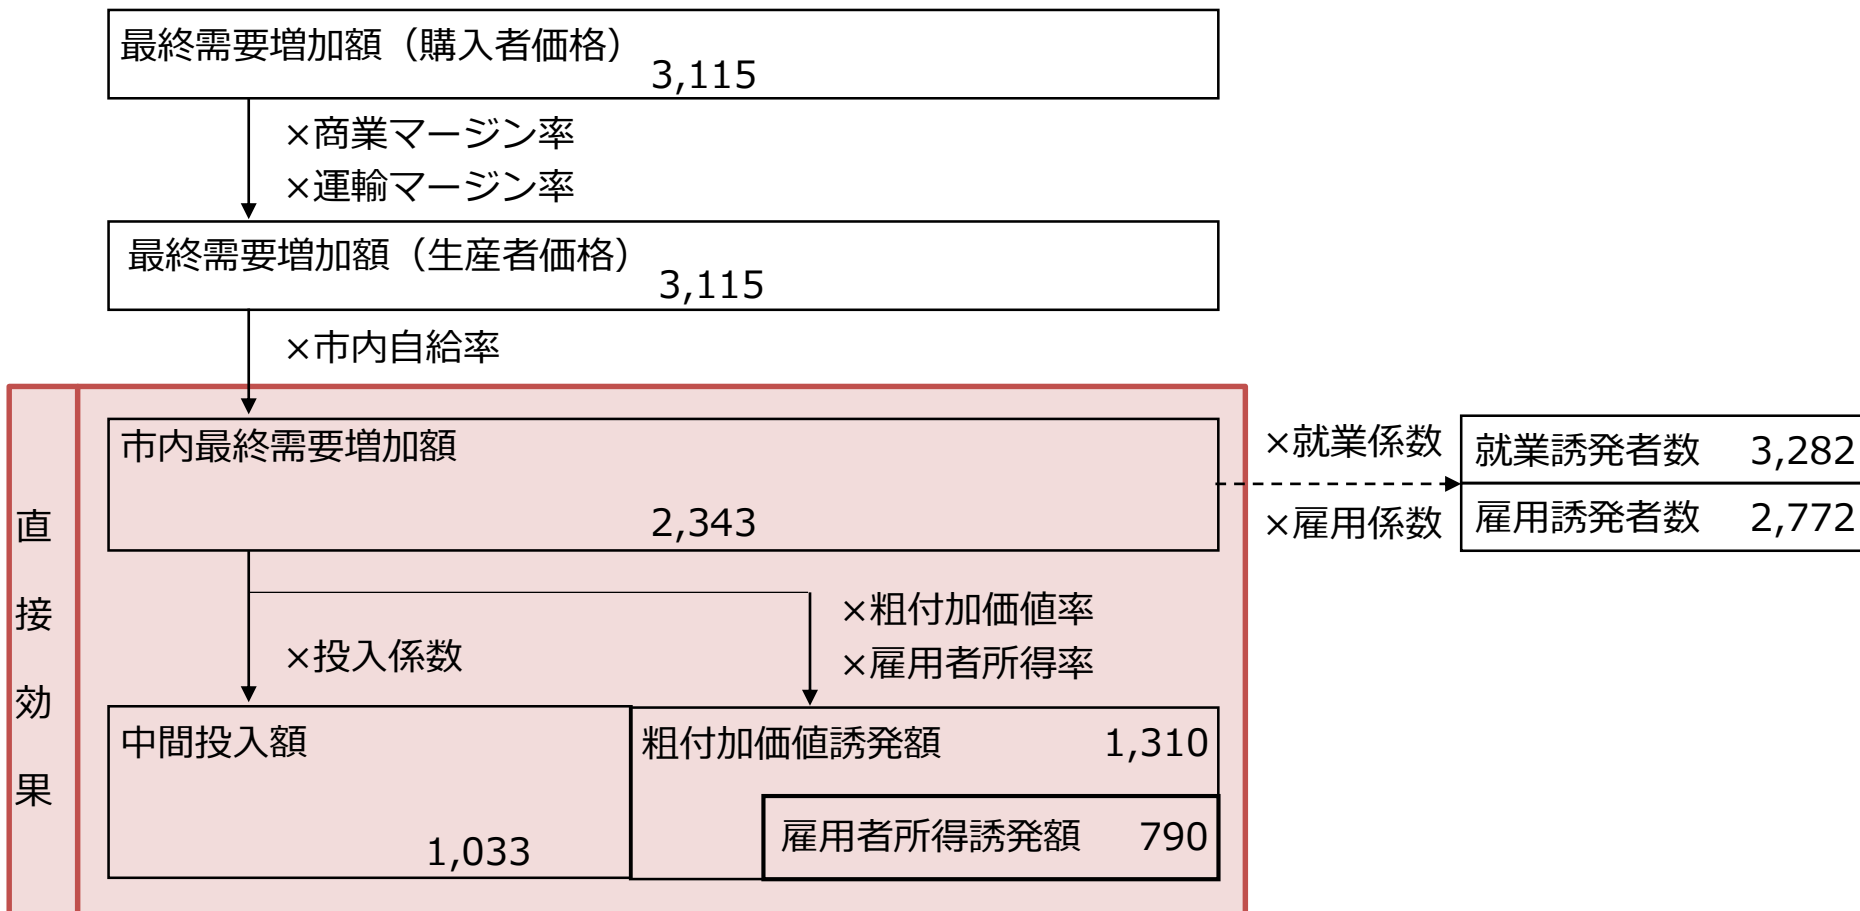 最終需要増加額（購入者価格）
3,115
×商業マージン率
×運輸マージン率
最終需要増加額（生産者価格）
3,115
×市内自給率
直接効果
市内最終需要増加額
2,343
×就業係数
×雇用係数
就業誘発者数 3,282
雇用誘発者数 2,772
×投入係数
×粗付加価値率
×雇用者所得率
中間投入額
1,033
粗付加価値誘発額 1,310
雇用者所得誘発額 790